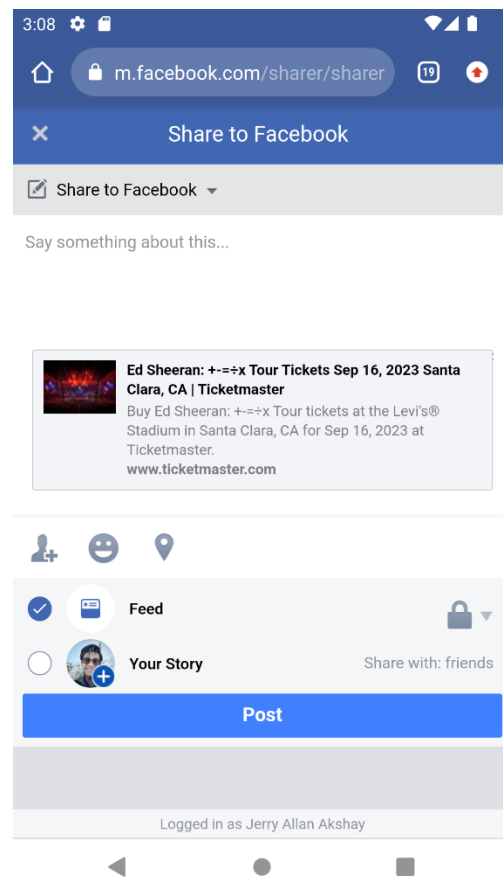 3:08
m.facebook.com/sharer/sharer
19
Share to Facebook
Share to Facebook
Say something about this...
Ed Sheeran: +-=÷x Tour Tickets Sep 16, 2023 Santa
Clara, CA | Ticketmaster
Buy Ed Sheeran: +-=÷x Tour tickets at the Levi's®
Stadium in Santa Clara, CA for Sep 16, 2023 at
Ticketmaster.
www.ticketmaster.com
Feed
Your Story
Share with: friends
Post
Logged in as Jerry Allan Akshay